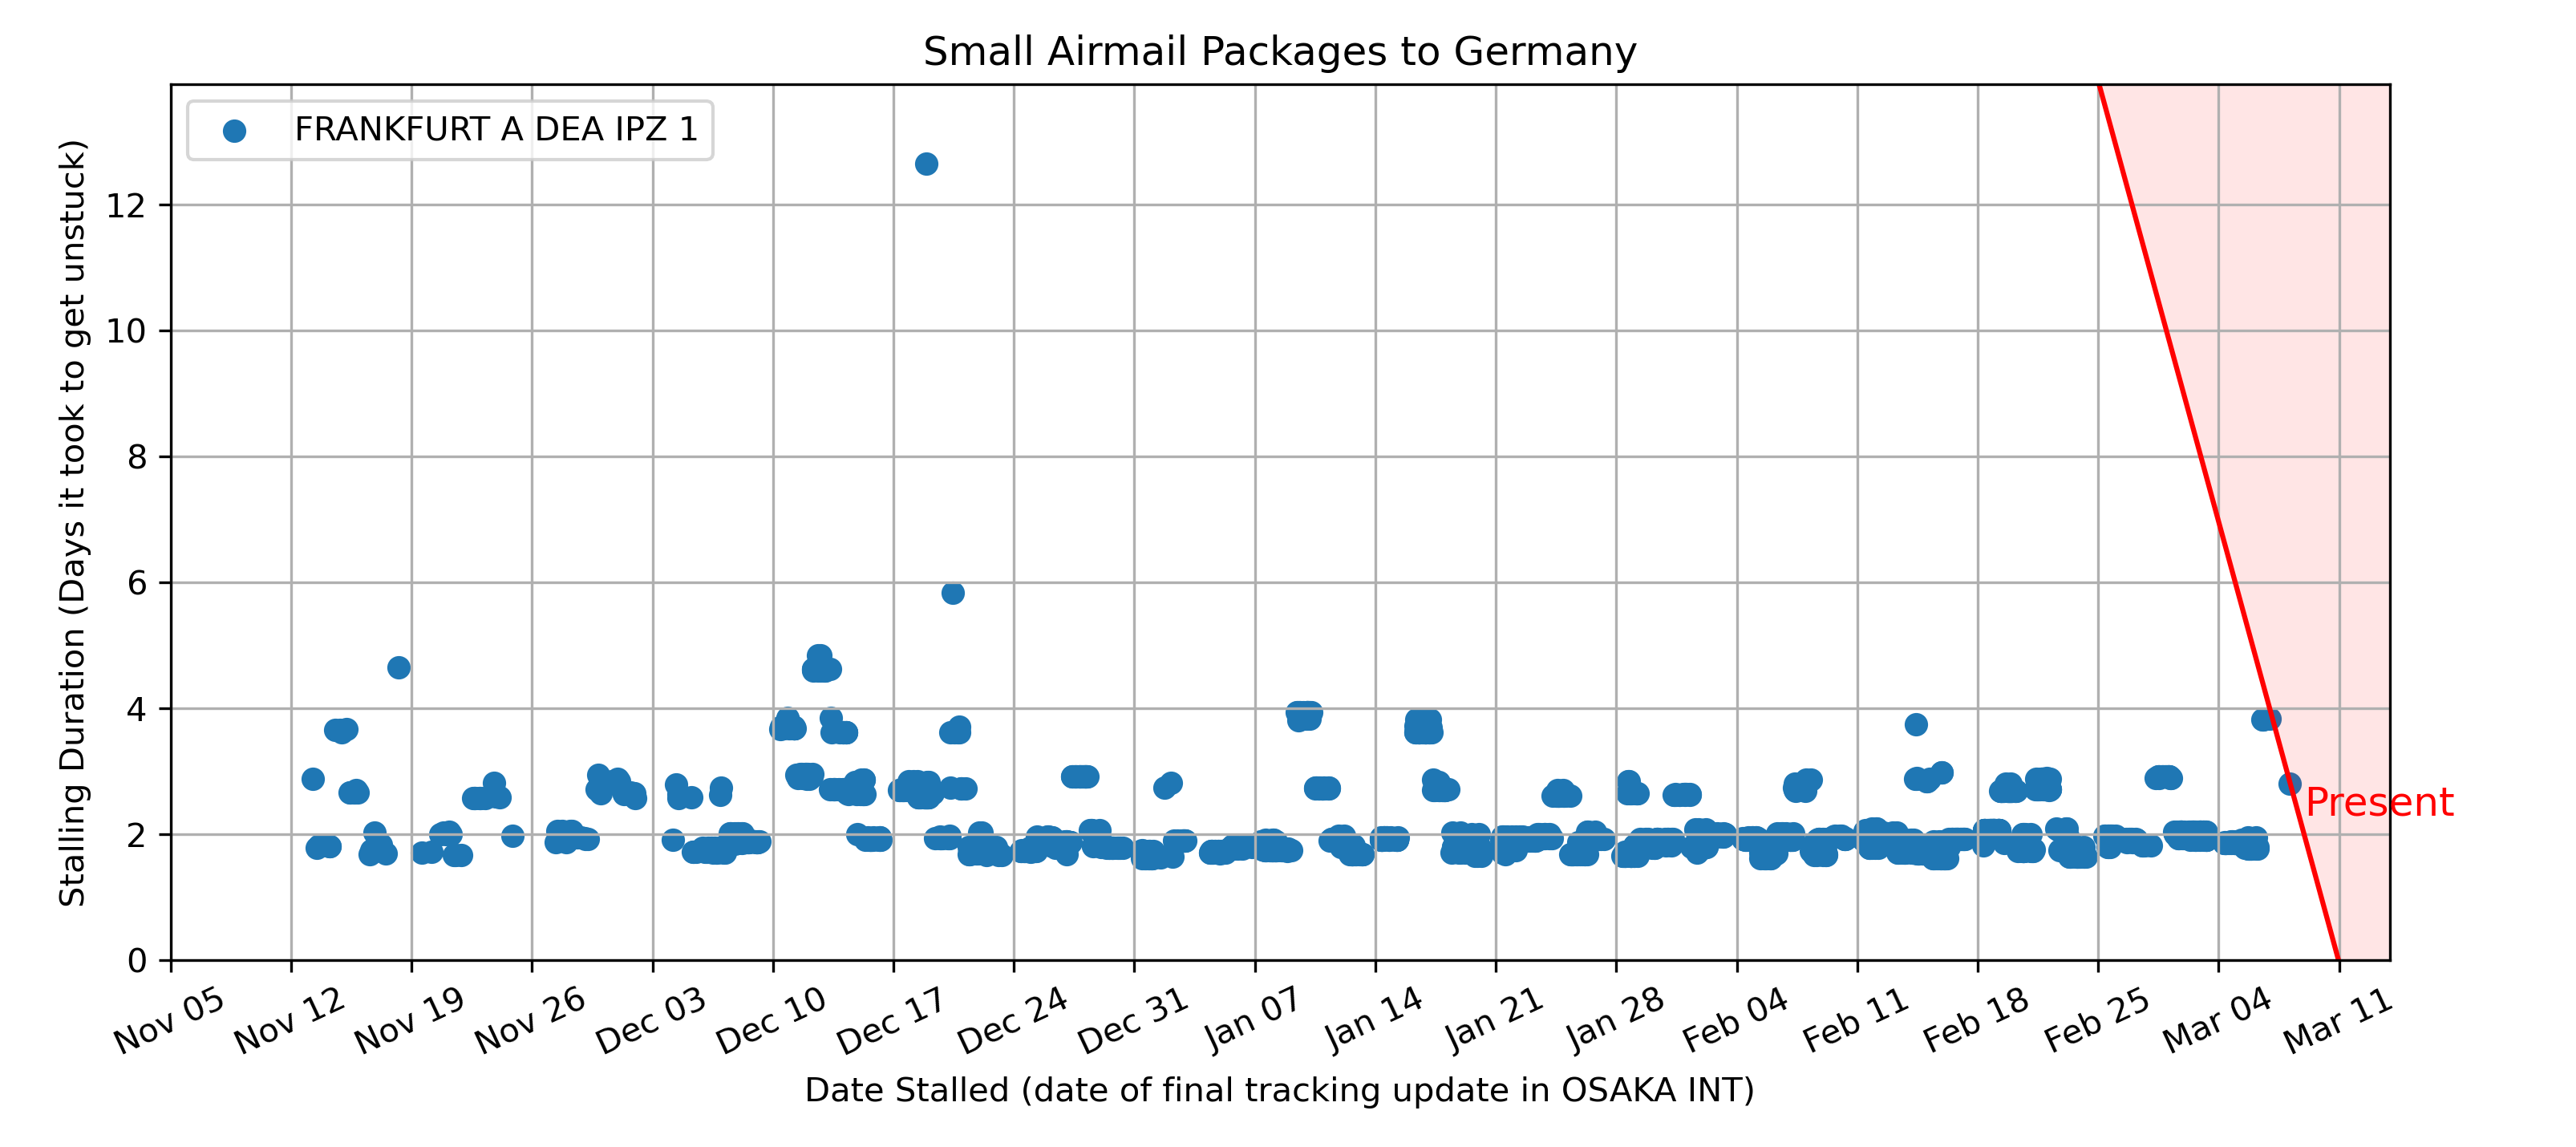 Small Airmail Packages to Germany
FRANKFURT A DEA IPZ 1
Stalling Duration (Days it took to get unstuck)
12
10
8
6
4
2
0
Present
Nov 05
Nov 12
Nov 19
Nov 26
Dec 03
Dec 10
Dec 17
Dec 24
Dec 31
Jan 07
Jan 14
Jan 21
Jan 28
Feb 04
Feb 11
Feb 18
Feb 25
Mar 04
Mar 11
Date Stalled (date of final tracking update in OSAKA INT)